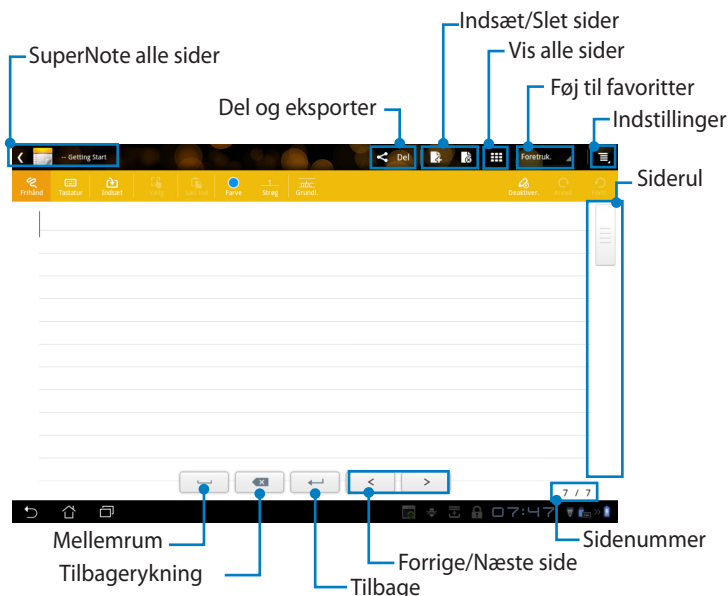 Indsæt/Slet sider
SuperNote alle sider
Vis alle sider
Føj til favoritter
Del og eksporter
Indstillinger
-- Getting Start
Del
Foretruk.
Siderul
Frihånd Tastatur Indsæt Farve Streg Grundl. Deaktiver.
1
abc
7 / 7
07:47
Mellemrum
Sidenummer
Forrige/Næste side
Tilbagerykning
Tilbage